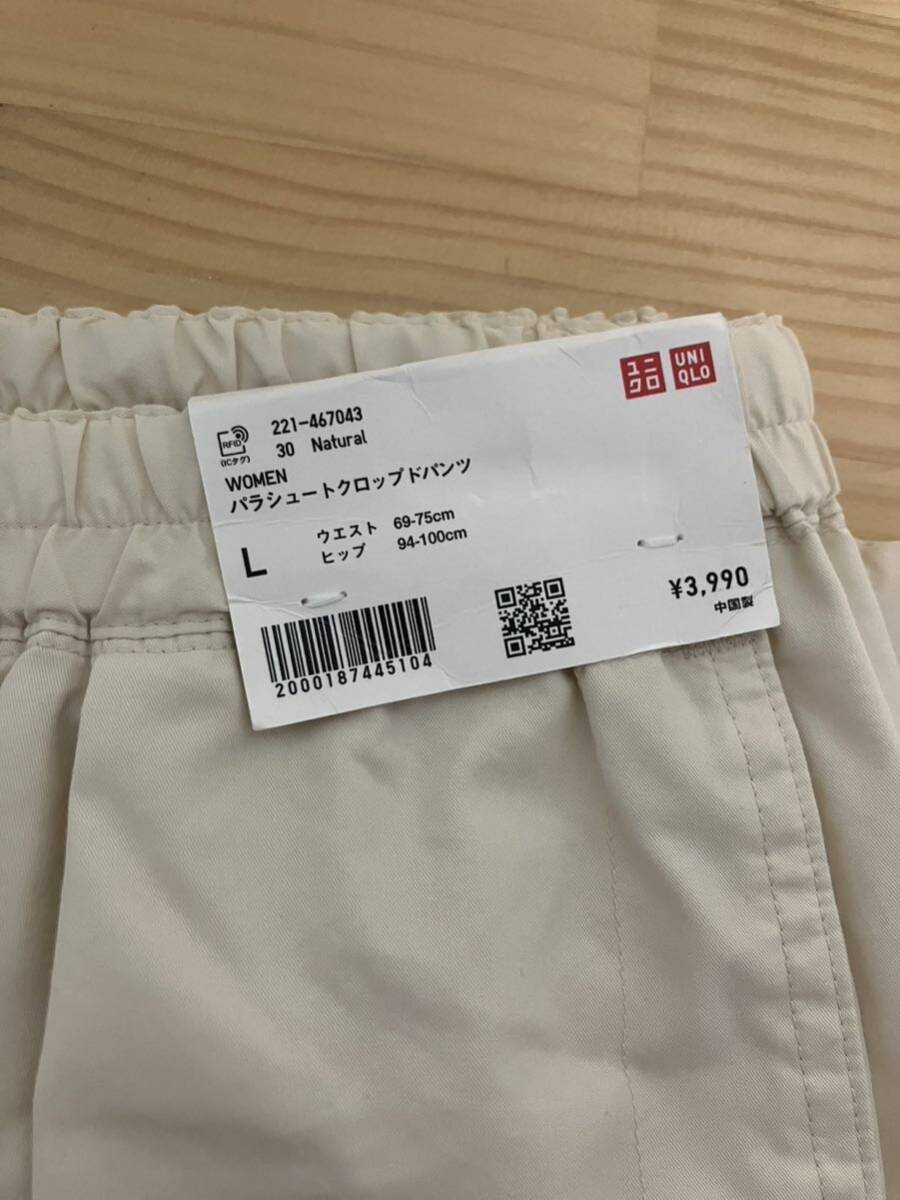 ユニ
クロ
UNI
QLO
RFID
(ICタグ)
221-467043
30 Natural
WOMEN
パラシュートクロップドパンツ
L
ウエスト 69-75cm
ヒップ 94-100cm
¥3,990
中国製
2000187445104